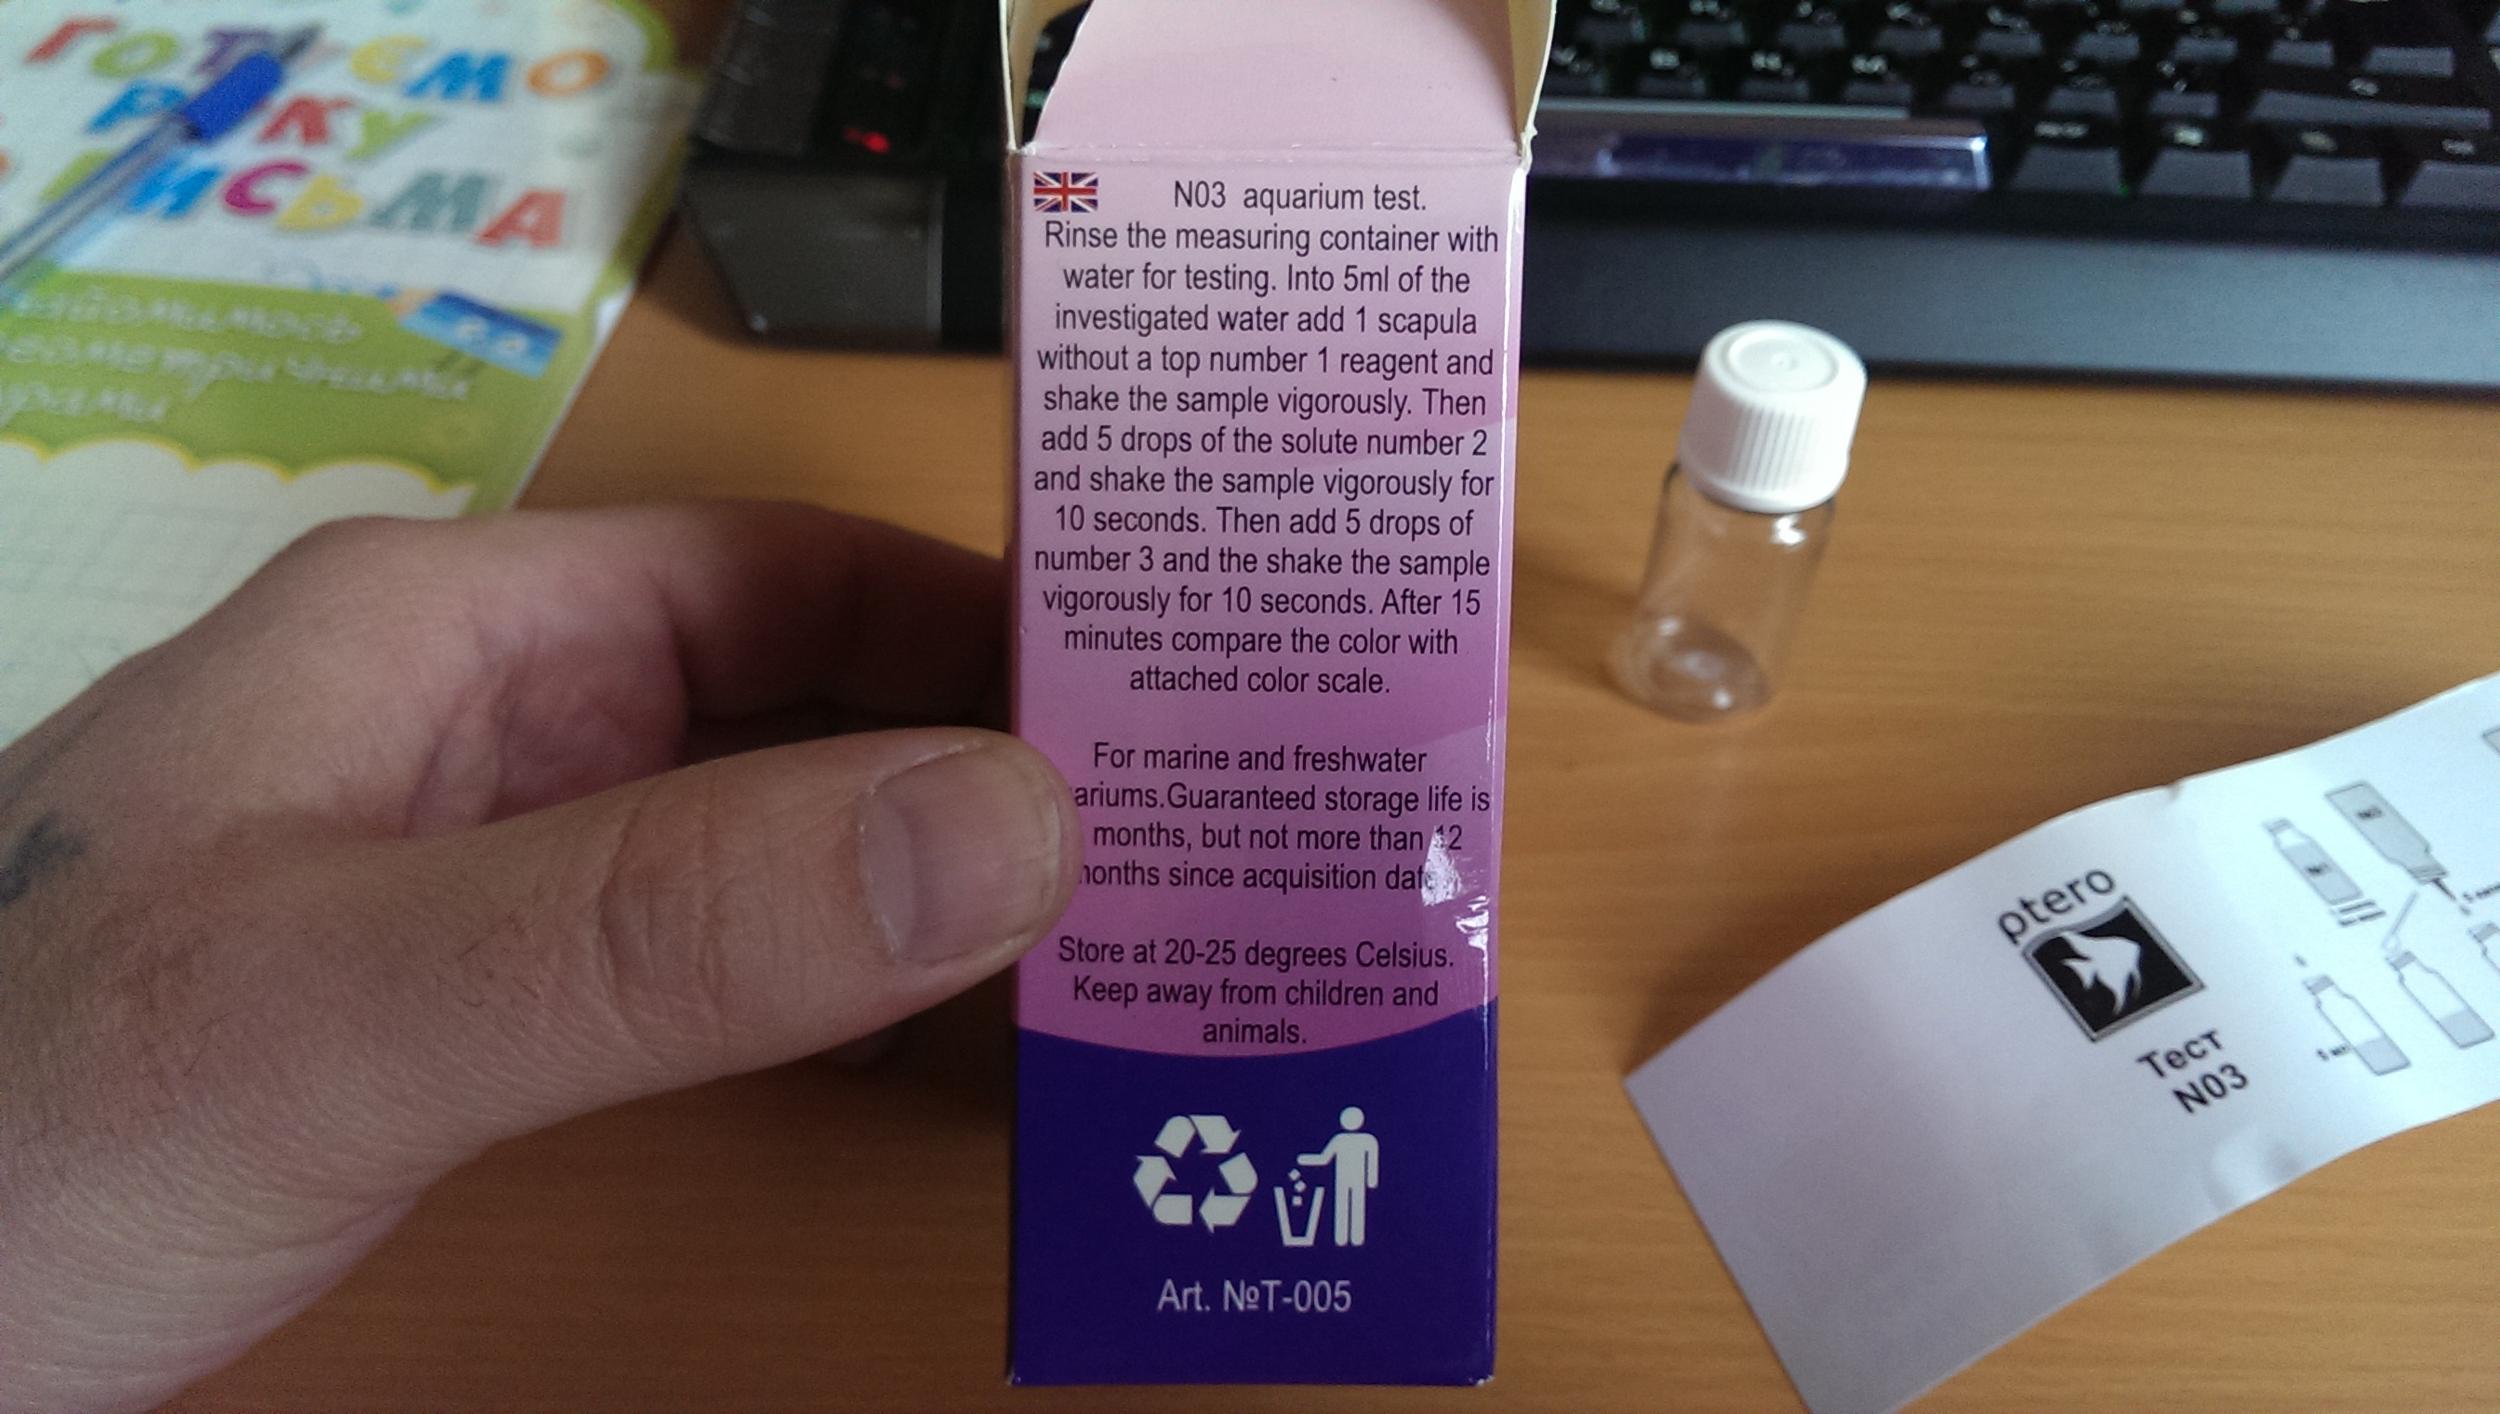 ГОТУЄМО
РУКУ
ПИСЬМА
N03 aquarium test.
Rinse the measuring container with
water for testing. Into 5ml of the
investigated water add 1 scapula
without a top number 1 reagent and
shake the sample vigorously. Then
add 5 drops of the solute number 2
and shake the sample vigorously for
10 seconds. Then add 5 drops of
number 3 and the shake the sample
vigorously for 10 seconds. After 15
minutes compare the color with
attached color scale.
For marine and freshwater
ariums.Guaranteed storage life is
months, but not more than 12
months since acquisition date
Store at 20-25 degrees Celsius.
Keep away from children and
animals.
Art. №T-005
ptero
Тест
N03